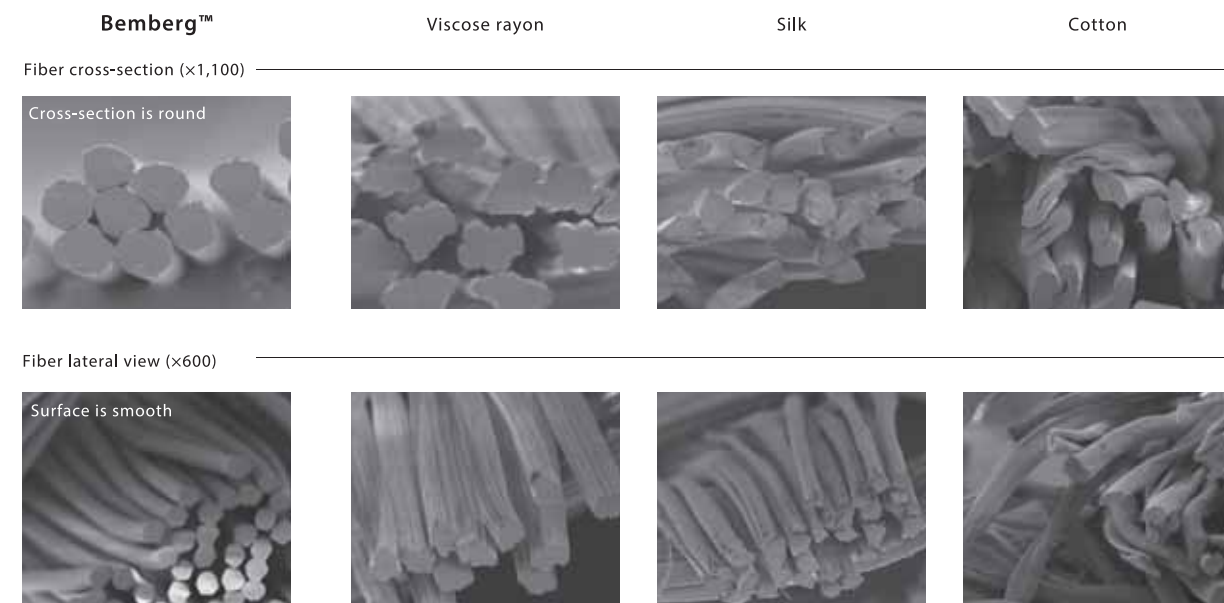 Bemberg™ Viscose rayon Silk Cotton
Fiber cross-section (×1,100)
Cross-section is round
Fiber lateral view (×600)
Surface is smooth